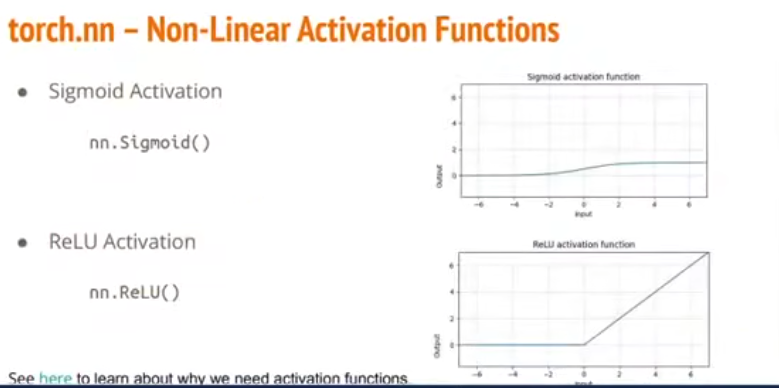 torch.nn – Non-Linear Activation Functions
● Sigmoid Activation
nn.Sigmoid()
Sigmoid activation function
6
4
2
0
Output
-6 -4 -2 0 2 4 6
Input
● ReLU Activation
nn.ReLU()
ReLU activation function
6
4
2
0
Output
-6 -4 -2 0 2 4 6
Input
See here to learn about why we need activation functions